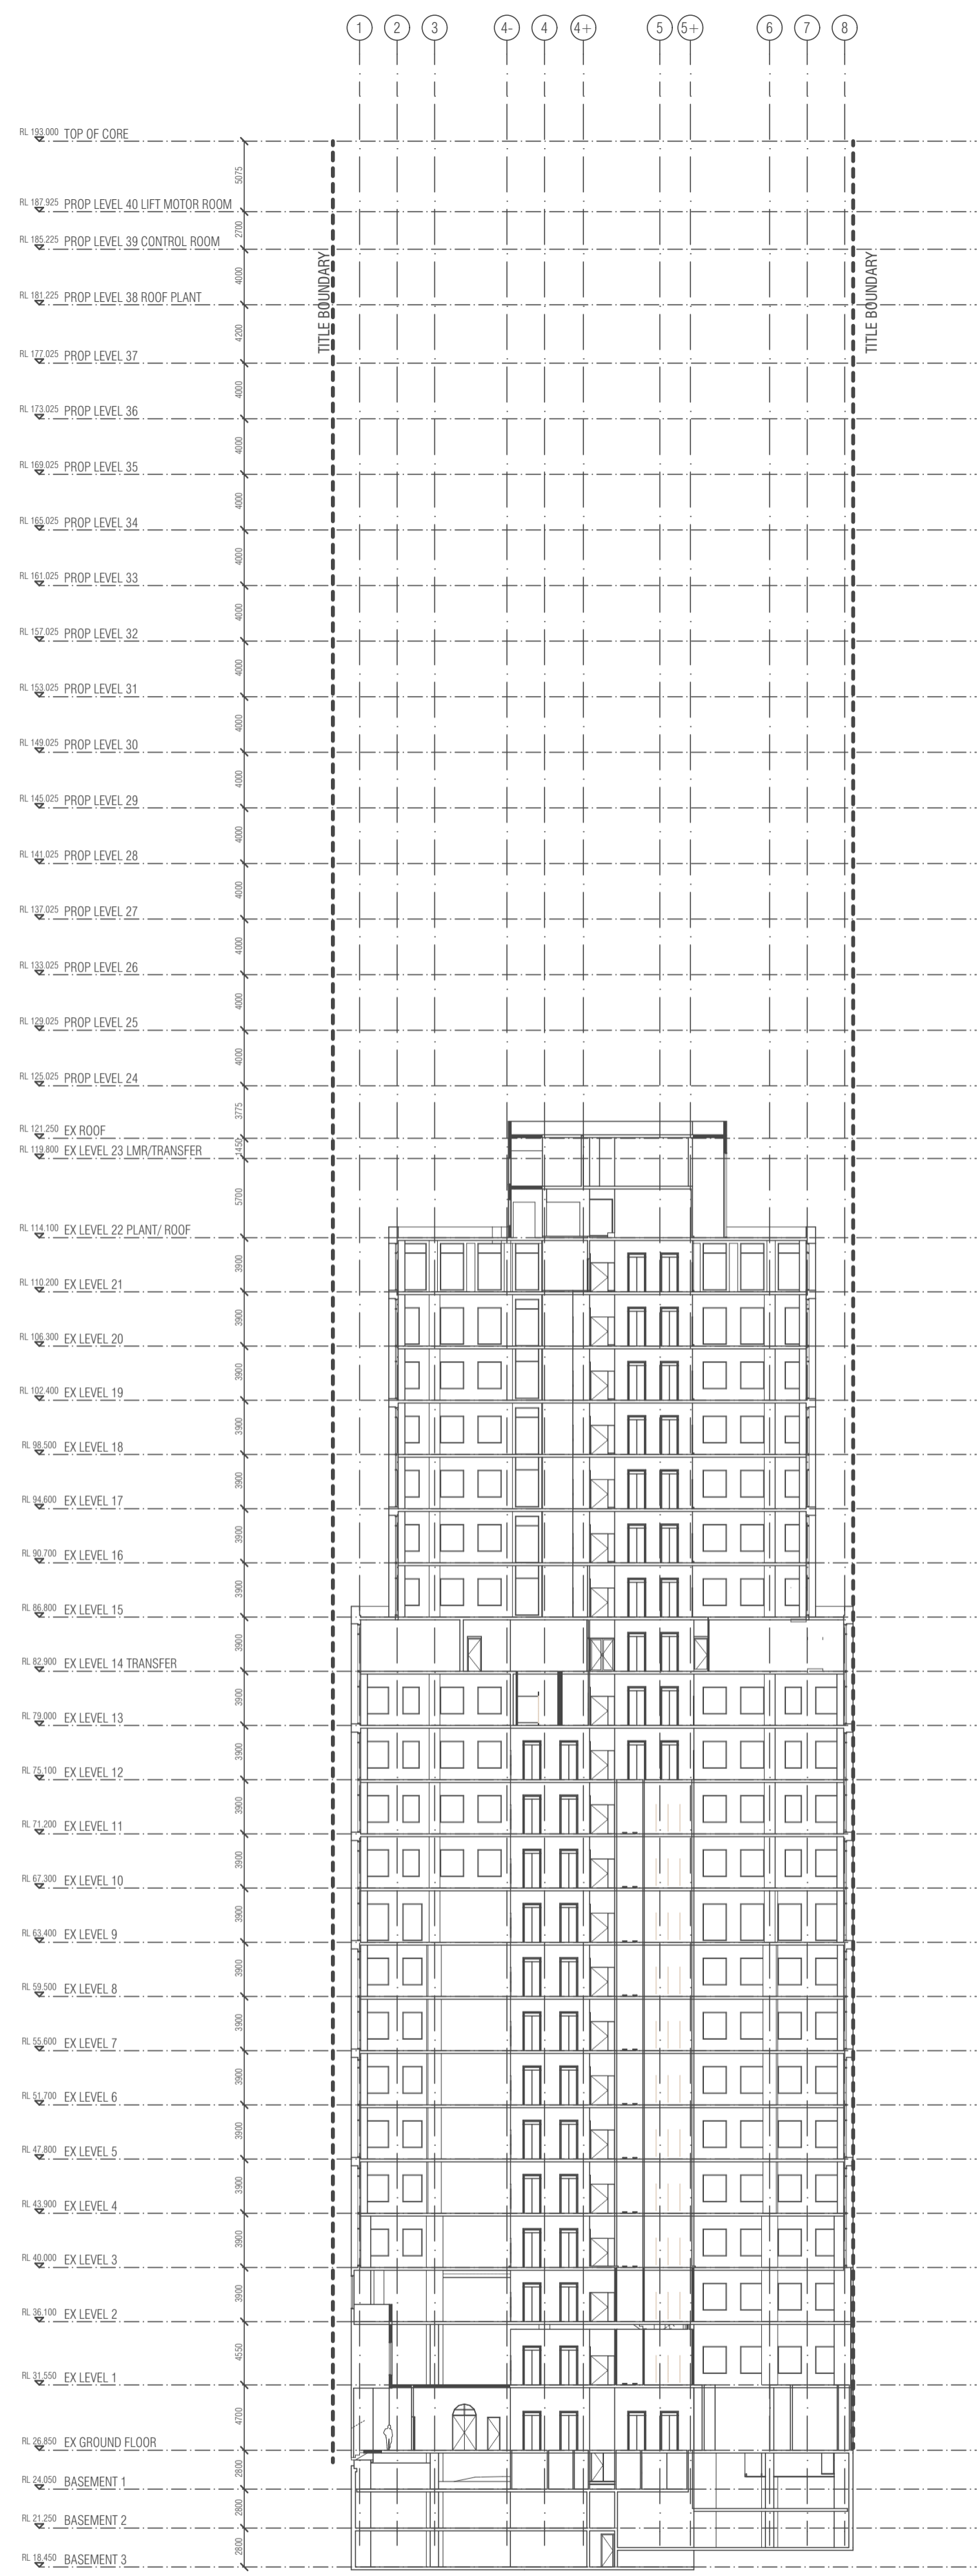 1 2 3 4- 4 4+ 5 5+ 6 7 8
RL 193.000 TOP OF CORE
5075
RL 187.925 PROP LEVEL 40 LIFT MOTOR ROOM
2700
RL 185.225 PROP LEVEL 39 CONTROL ROOM
4000
TITLE BOUNDARY
TITLE BOUNDARY
RL 181.225 PROP LEVEL 38 ROOF PLANT
4200
RL 177.025 PROP LEVEL 37
4000
RL 173.025 PROP LEVEL 36
4000
RL 169.025 PROP LEVEL 35
4000
RL 165.025 PROP LEVEL 34
4000
RL 161.025 PROP LEVEL 33
4000
RL 157.025 PROP LEVEL 32
4000
RL 153.025 PROP LEVEL 31
4000
RL 149.025 PROP LEVEL 30
4000
RL 145.025 PROP LEVEL 29
4000
RL 141.025 PROP LEVEL 28
4000
RL 137.025 PROP LEVEL 27
4000
RL 133.025 PROP LEVEL 26
4000
RL 129.025 PROP LEVEL 25
4000
RL 125.025 PROP LEVEL 24
3775
RL 121.250 EX ROOF
1450
RL 119.800 EX LEVEL 23 LMR/TRANSFER
5700
RL 114.100 EX LEVEL 22 PLANT/ ROOF
3900
RL 110.200 EX LEVEL 21
3900
RL 106.300 EX LEVEL 20
3900
RL 102.400 EX LEVEL 19
3900
RL 98.500 EX LEVEL 18
3900
RL 94.600 EX LEVEL 17
3900
RL 90.700 EX LEVEL 16
3900
RL 86.800 EX LEVEL 15
3900
RL 82.900 EX LEVEL 14 TRANSFER
3900
RL 79.000 EX LEVEL 13
3900
RL 75.100 EX LEVEL 12
3900
RL 71.200 EX LEVEL 11
3900
RL 67.300 EX LEVEL 10
3900
RL 63.400 EX LEVEL 9
3900
RL 59.500 EX LEVEL 8
3900
RL 55.600 EX LEVEL 7
3900
RL 51.700 EX LEVEL 6
3900
RL 47.800 EX LEVEL 5
3900
RL 43.900 EX LEVEL 4
3900
RL 40.000 EX LEVEL 3
3900
RL 36.100 EX LEVEL 2
4550
RL 31.550 EX LEVEL 1
4700
RL 26.850 EX GROUND FLOOR
2800
RL 24.050 BASEMENT 1
2800
RL 21.250 BASEMENT 2
2800
RL 18.450 BASEMENT 3